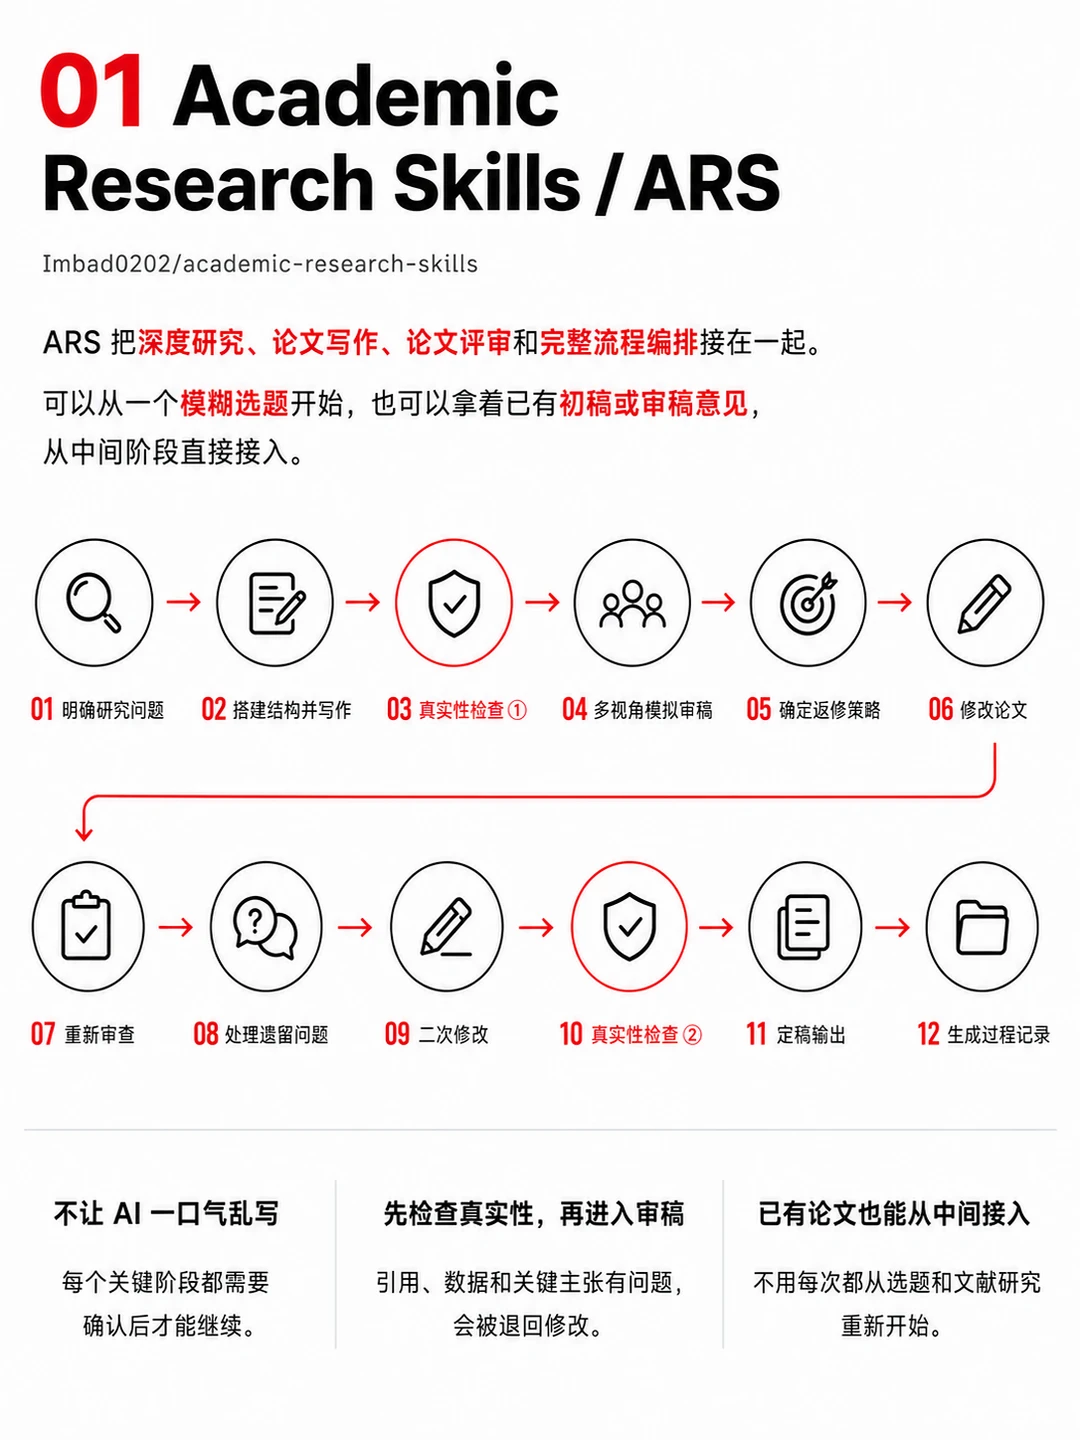 01 Academic
Research Skills / ARS
Imbad0202/academic-research-skills
ARS 把深度研究、论文写作、论文评审和完整流程编排接在一起。
可以从一个模糊选题开始，也可以拿着已有初稿或审稿意见，
从中间阶段直接接入。
01 明确研究问题
02 搭建结构并写作
03 真实性检查 ①
04 多视角模拟审稿
05 确定返修策略
06 修改论文
07 重新审查
08 处理遗留问题
09 二次修改
10 真实性检查 ②
11 定稿输出
12 生成过程记录
不让 AI 一口气乱写
每个关键阶段都需要
确认后才能继续。
先检查真实性，再进入审稿
引用、数据和关键主张有问题，
会被退回修改。
已有论文也能从中间接入
不用每次都从选题和文献研究
重新开始。